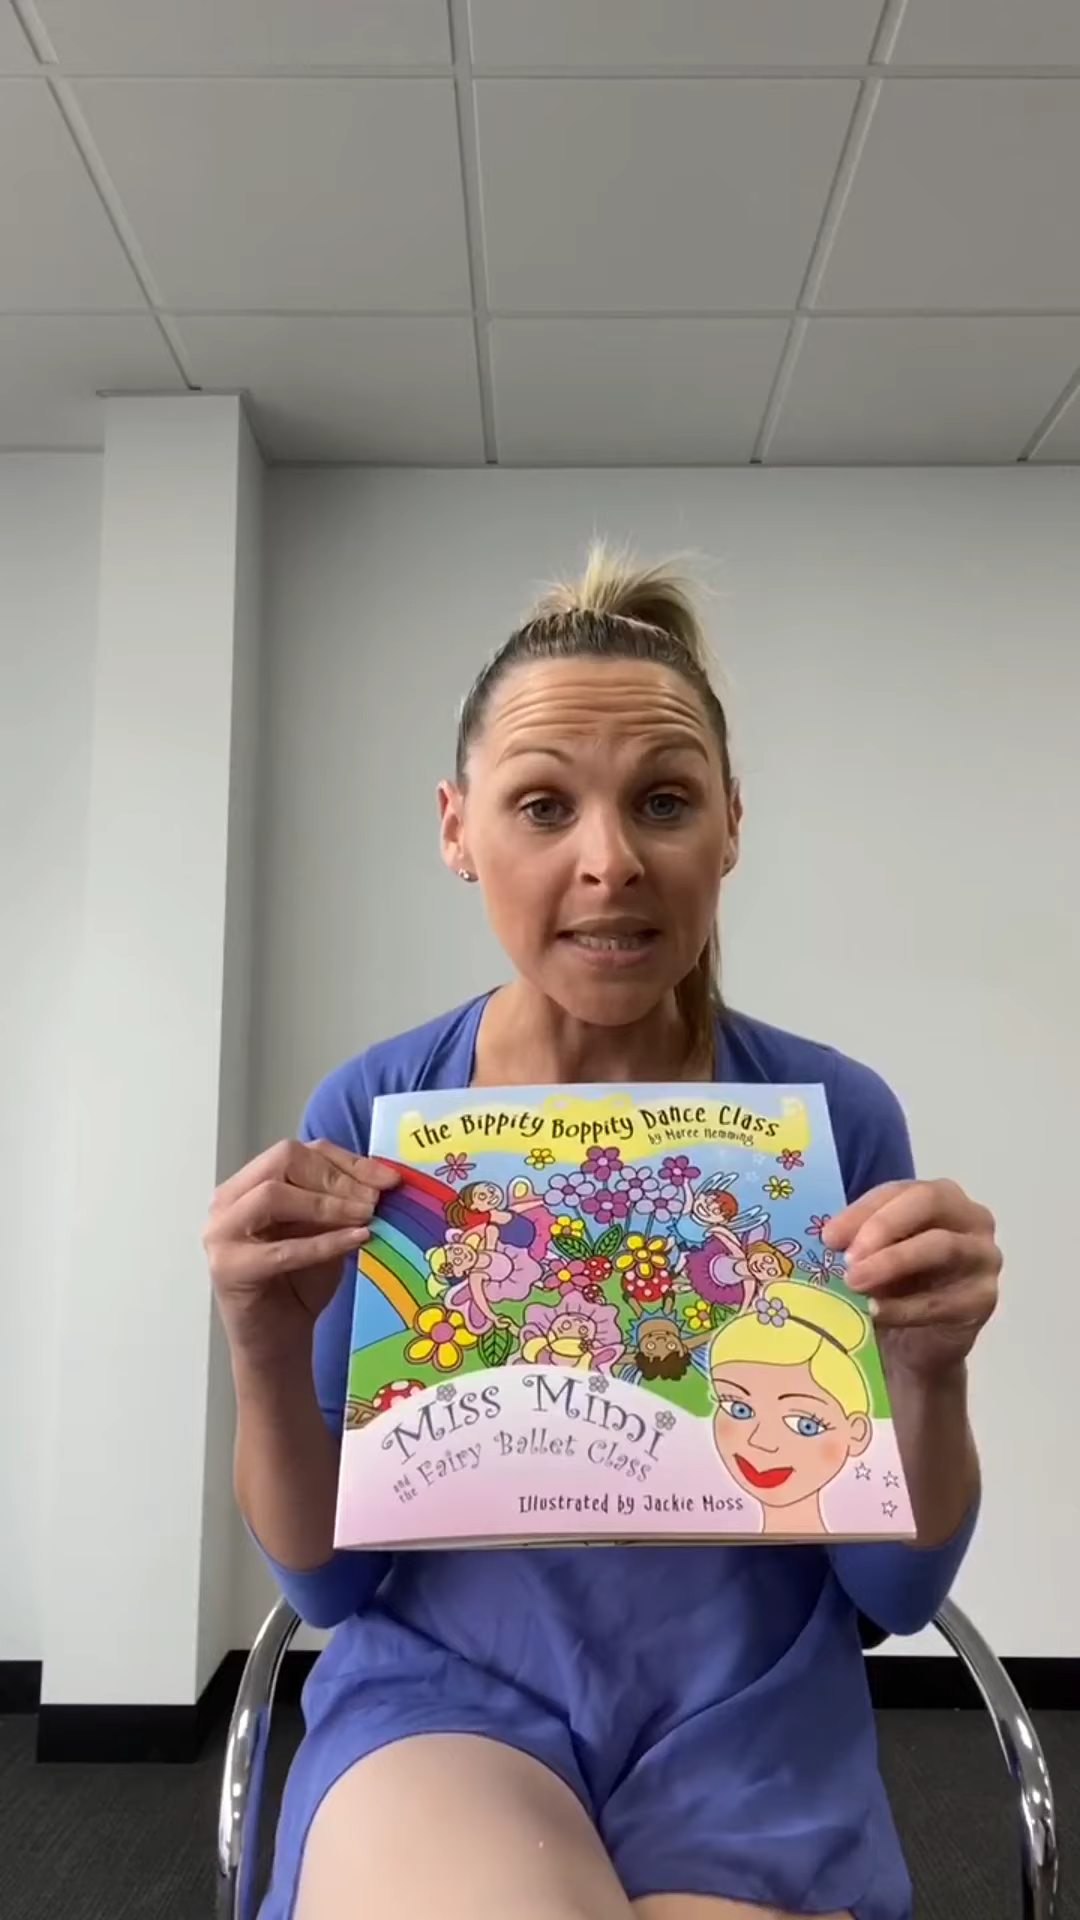 The Bippity Boppity Dance Class
by Maree Hemming
Miss Mimi
and the Fairy Ballet Class
Illustrated by Jackie Moss